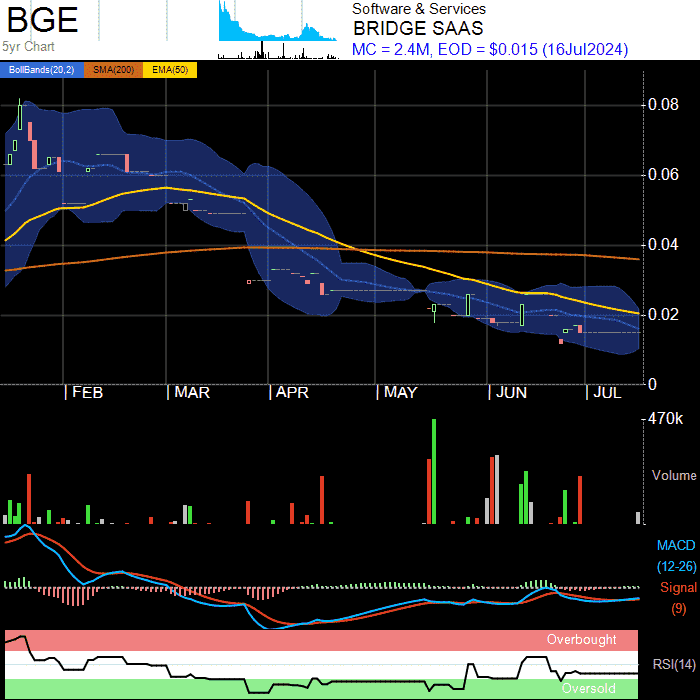 BGE
5yr Chart
Software & Services
BRIDGE SAAS
MC = 2.4M, EOD = $0.015 (16Jul2024)
BollBands(20,2) SMA(200) EMA(50)
0.08
0.06
0.04
0.02
0
FEB MAR APR MAY JUN JUL
470k
Volume
MACD
(12-26)
Signal
(9)
Overbought
RSI(14)
Oversold